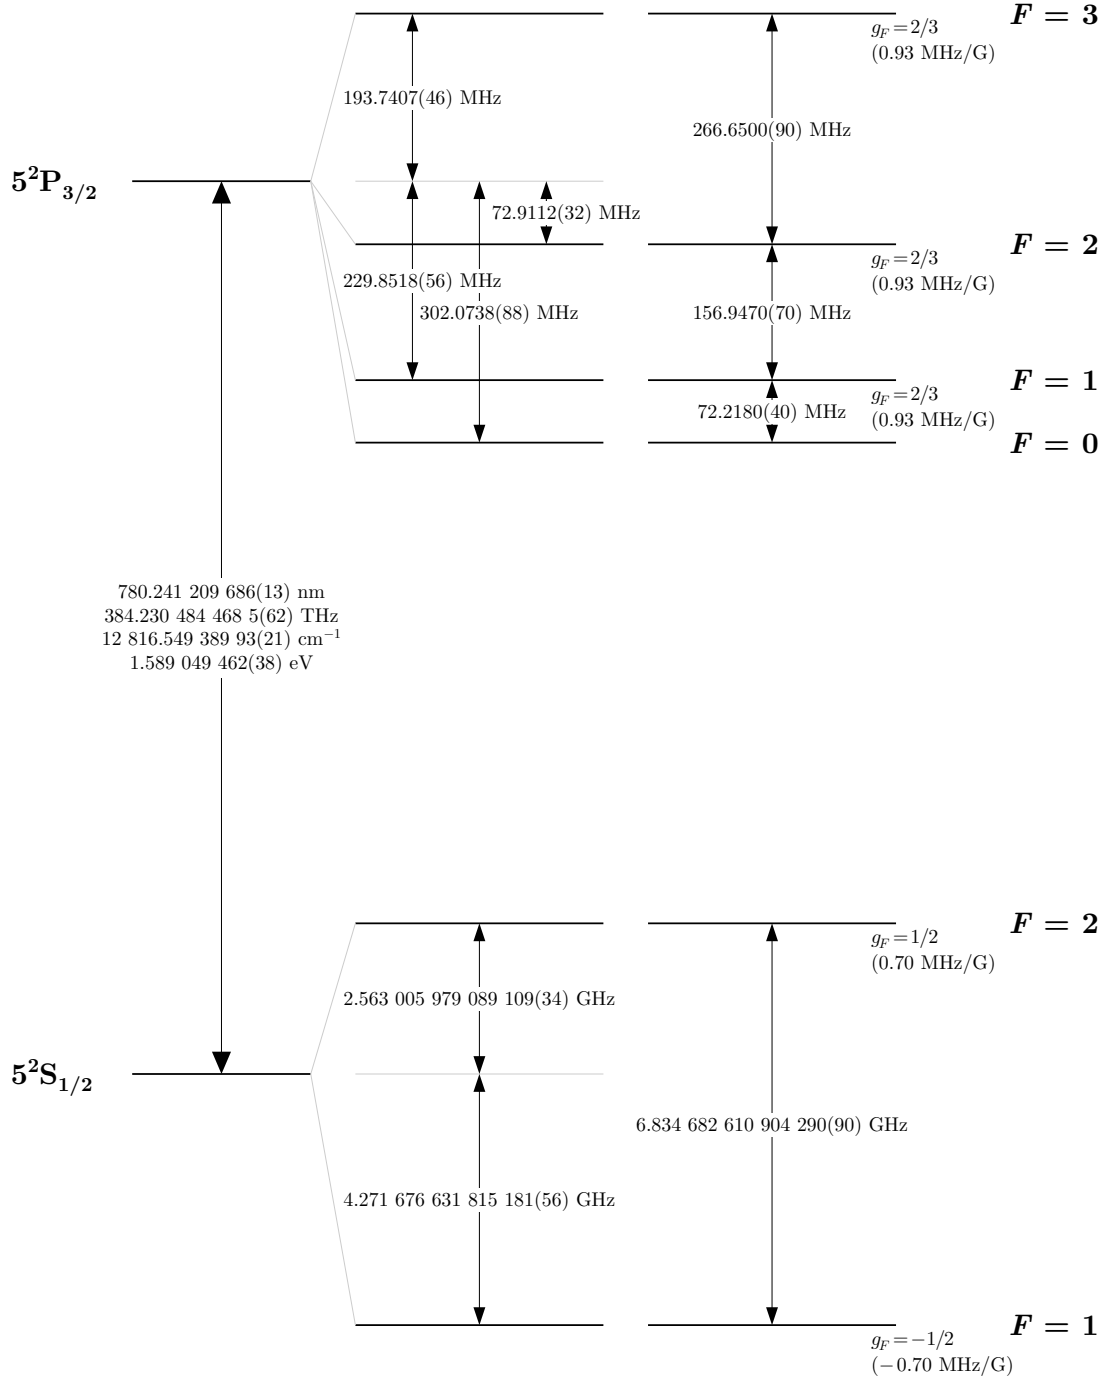 F = 3
g_F = 2/3
(0.93 MHz/G)
193.7407(46) MHz
266.6500(90) MHz
5²P₃/₂
72.9112(32) MHz
F = 2
g_F = 2/3
(0.93 MHz/G)
229.8518(56) MHz
302.0738(88) MHz
156.9470(70) MHz
F = 1
g_F = 2/3
(0.93 MHz/G)
72.2180(40) MHz
F = 0
780.241 209 686(13) nm
384.230 484 468 5(62) THz
12 816.549 389 93(21) cm⁻¹
1.589 049 462(38) eV
F = 2
g_F = 1/2
(0.70 MHz/G)
2.563 005 979 089 109(34) GHz
5²S₁/₂
6.834 682 610 904 290(90) GHz
4.271 676 631 815 181(56) GHz
F = 1
g_F = −1/2
(−0.70 MHz/G)